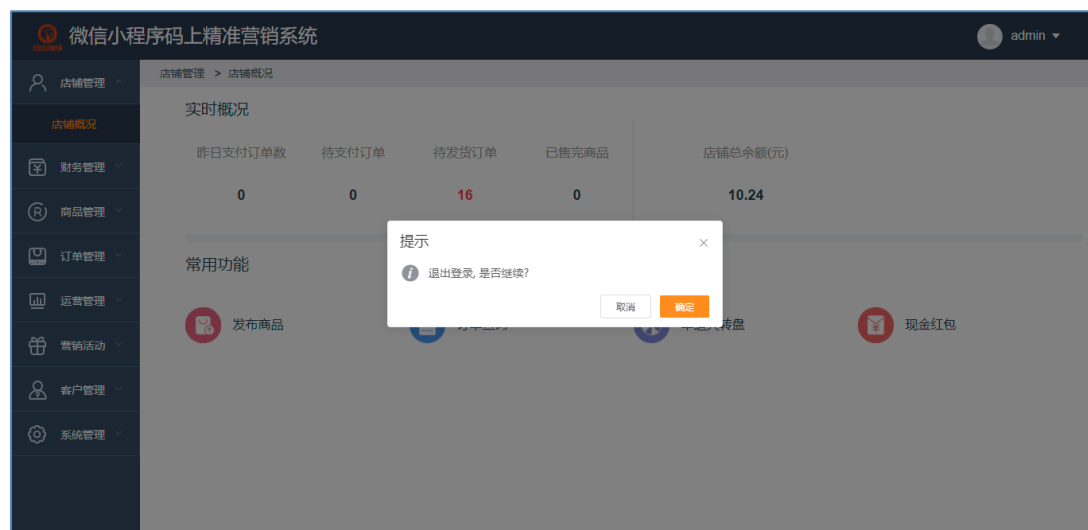 微信小程序码上精准营销系统
admin
店铺管理
店铺概况
财务管理
商品管理
订单管理
运营管理
营销活动
客户管理
系统管理
店铺管理 > 店铺概况
实时概况
昨日支付订单数 待支付订单 待发货订单 已售完商品 店铺总余额(元)
0 0 16 0 10.24
常用功能
发布商品 现金红包
提示
退出登录, 是否继续?
取消 确定